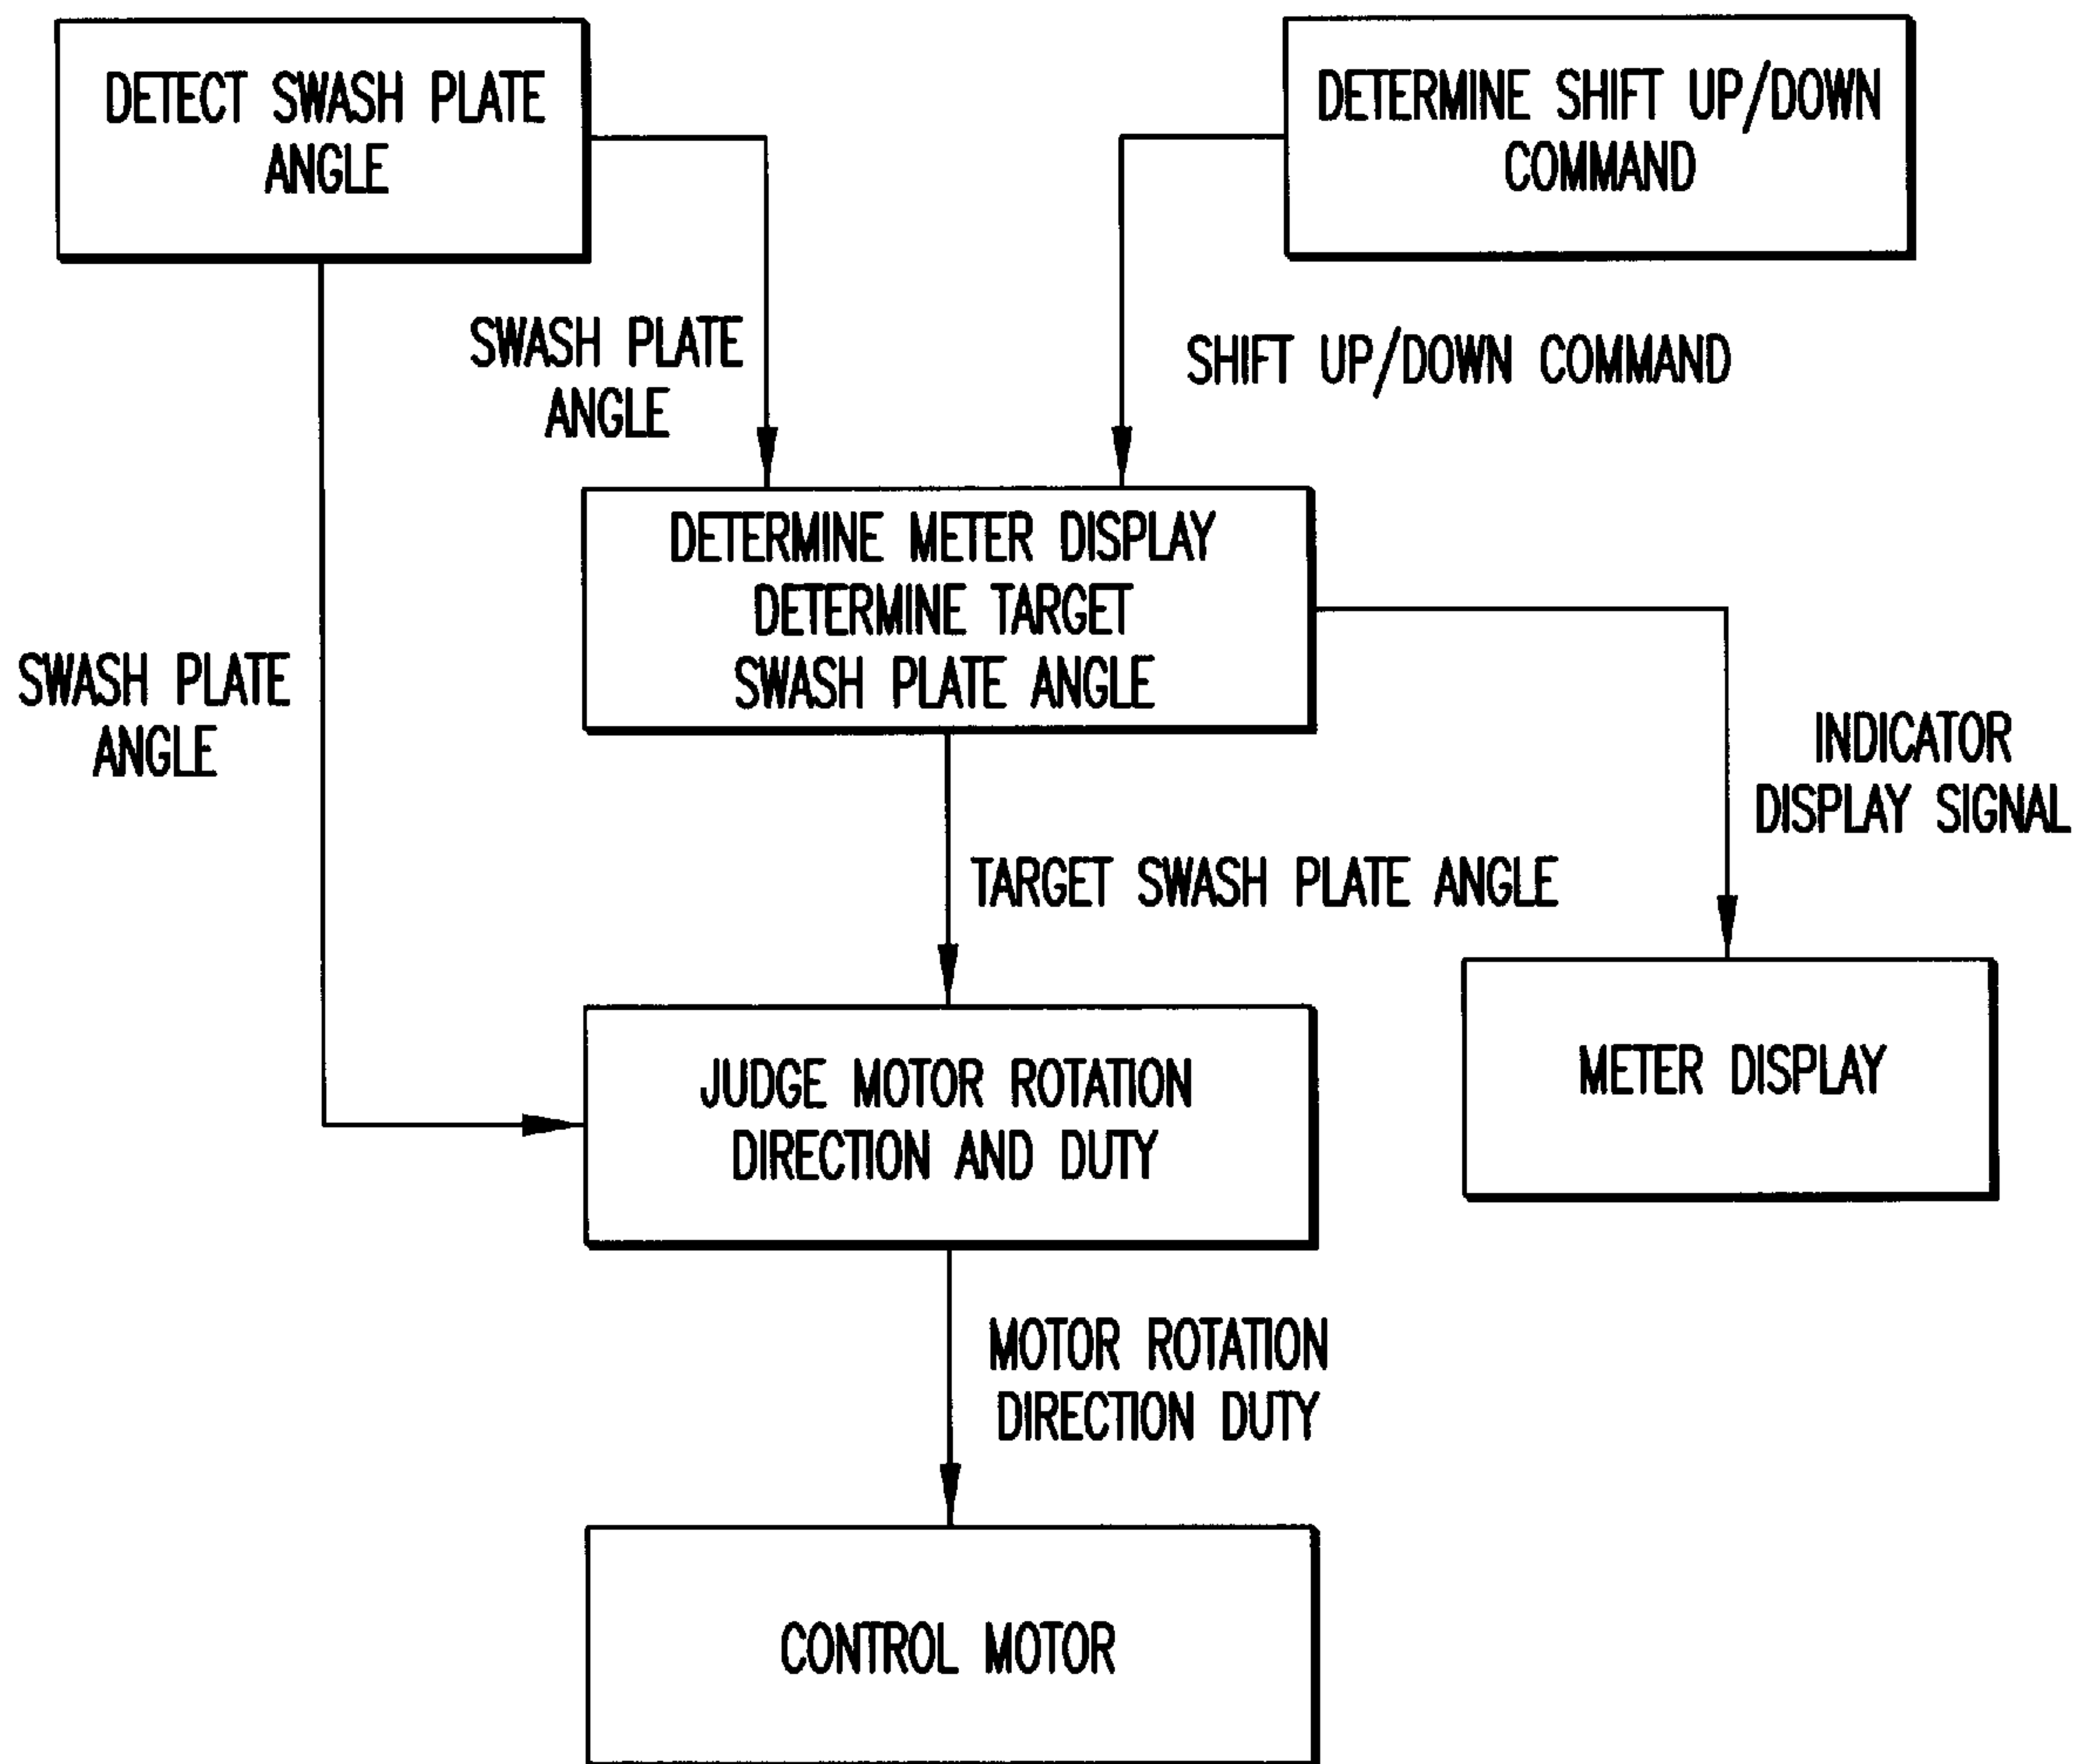 DETECT SWASH PLATE
ANGLE
DETERMINE SHIFT UP/DOWN
COMMAND
SWASH PLATE
ANGLE
SHIFT UP/DOWN COMMAND
DETERMINE METER DISPLAY
DETERMINE TARGET
SWASH PLATE ANGLE
SWASH PLATE
ANGLE
INDICATOR
DISPLAY SIGNAL
TARGET SWASH PLATE ANGLE
JUDGE MOTOR ROTATION
DIRECTION AND DUTY
METER DISPLAY
MOTOR ROTATION
DIRECTION DUTY
CONTROL MOTOR